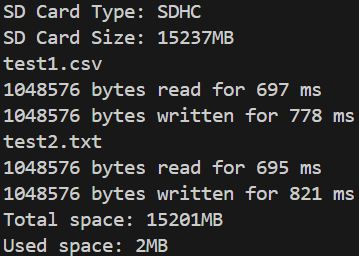 SD Card Type: SDHC
SD Card Size: 15237MB
test1.csv
1048576 bytes read for 697 ms
1048576 bytes written for 778 ms
test2.txt
1048576 bytes read for 695 ms
1048576 bytes written for 821 ms
Total space: 15201MB
Used space: 2MB